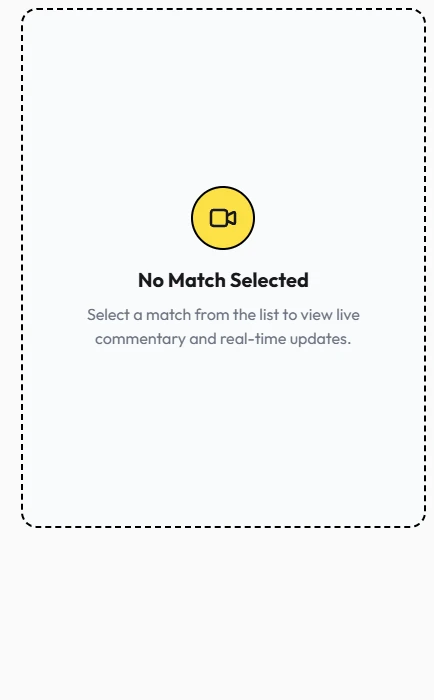 No Match Selected
Select a match from the list to view live
commentary and real-time updates.